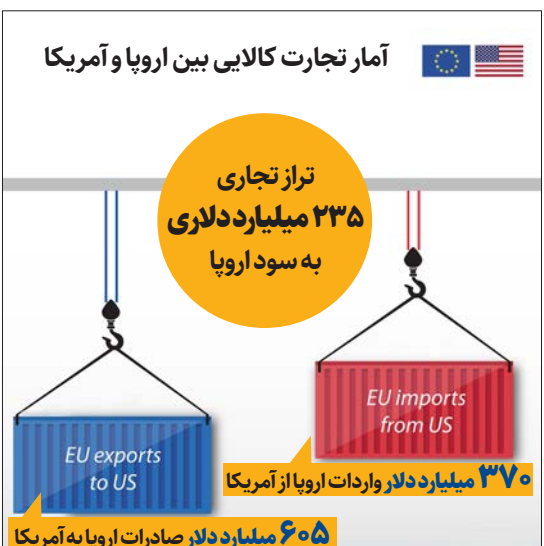 آمار تجارت کالایی بین اروپا و آمریکا
تراز تجاری
۲۳۵ میلیارد دلاری
به سود اروپا
EU imports
from US
۳۷۰ میلیارد دلار واردات اروپا از آمریکا
EU exports
to US
۶۰۵ میلیارد دلار صادرات اروپا به آمریکا